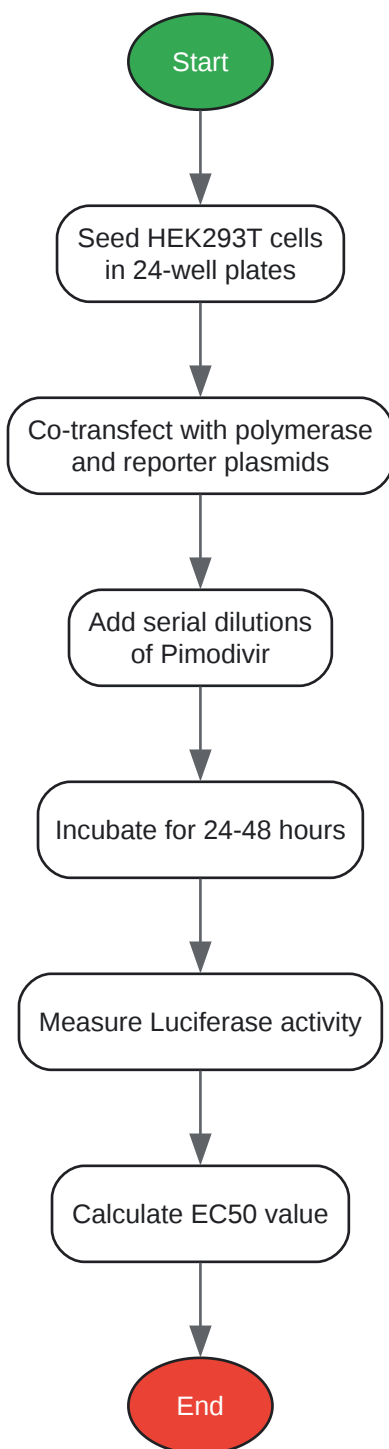 Start
Seed HEK293T cells
in 24-well plates
Co-transfect with polymerase
and reporter plasmids
Add serial dilutions
of Pimodivir
Incubate for 24-48 hours
Measure Luciferase activity
Calculate EC50 value
End